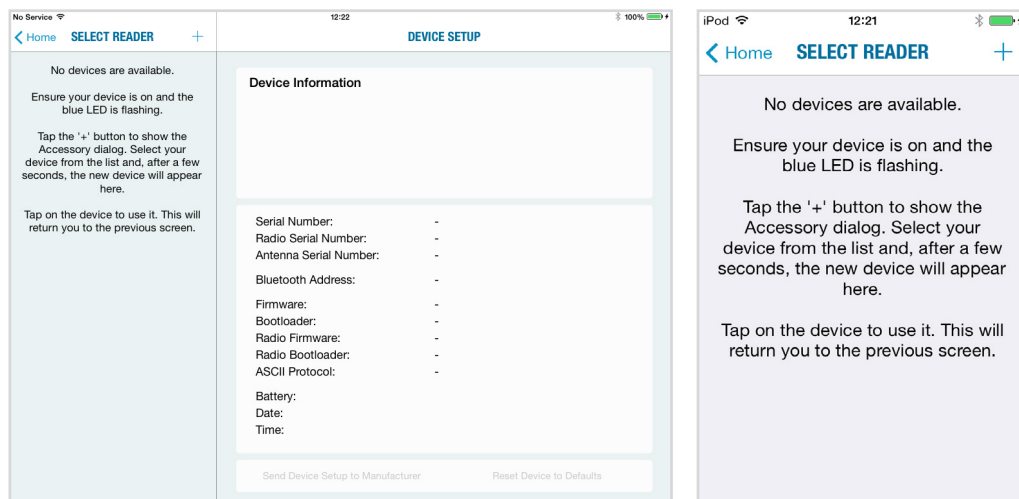 No Service 12:22 100%
Home SELECT READER + DEVICE SETUP
No devices are available.
Ensure your device is on and the
blue LED is flashing.
Tap the '+' button to show the
Accessory dialog. Select your
device from the list and, after a few
seconds, the new device will appear
here.
Tap on the device to use it. This will
return you to the previous screen.
Device Information
Serial Number: -
Radio Serial Number: -
Antenna Serial Number: -
Bluetooth Address: -
Firmware: -
Bootloader: -
Radio Firmware: -
Radio Bootloader: -
ASCII Protocol: -
Battery:
Date:
Time:
Send Device Setup to Manufacturer Reset Device to Defaults
iPod 12:21
Home SELECT READER +
No devices are available.
Ensure your device is on and the
blue LED is flashing.
Tap the '+' button to show the
Accessory dialog. Select your
device from the list and, after a few
seconds, the new device will appear
here.
Tap on the device to use it. This will
return you to the previous screen.